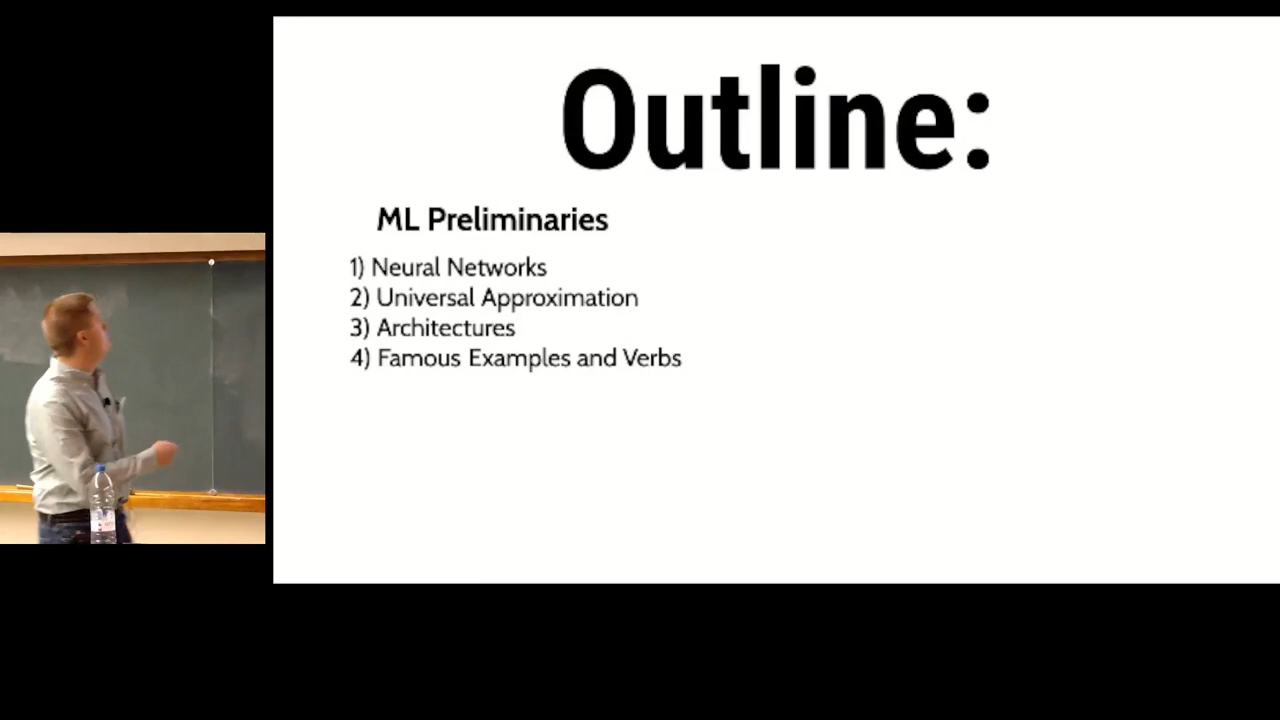 Outline:
ML Preliminaries
1) Neural Networks
2) Universal Approximation
3) Architectures
4) Famous Examples and Verbs